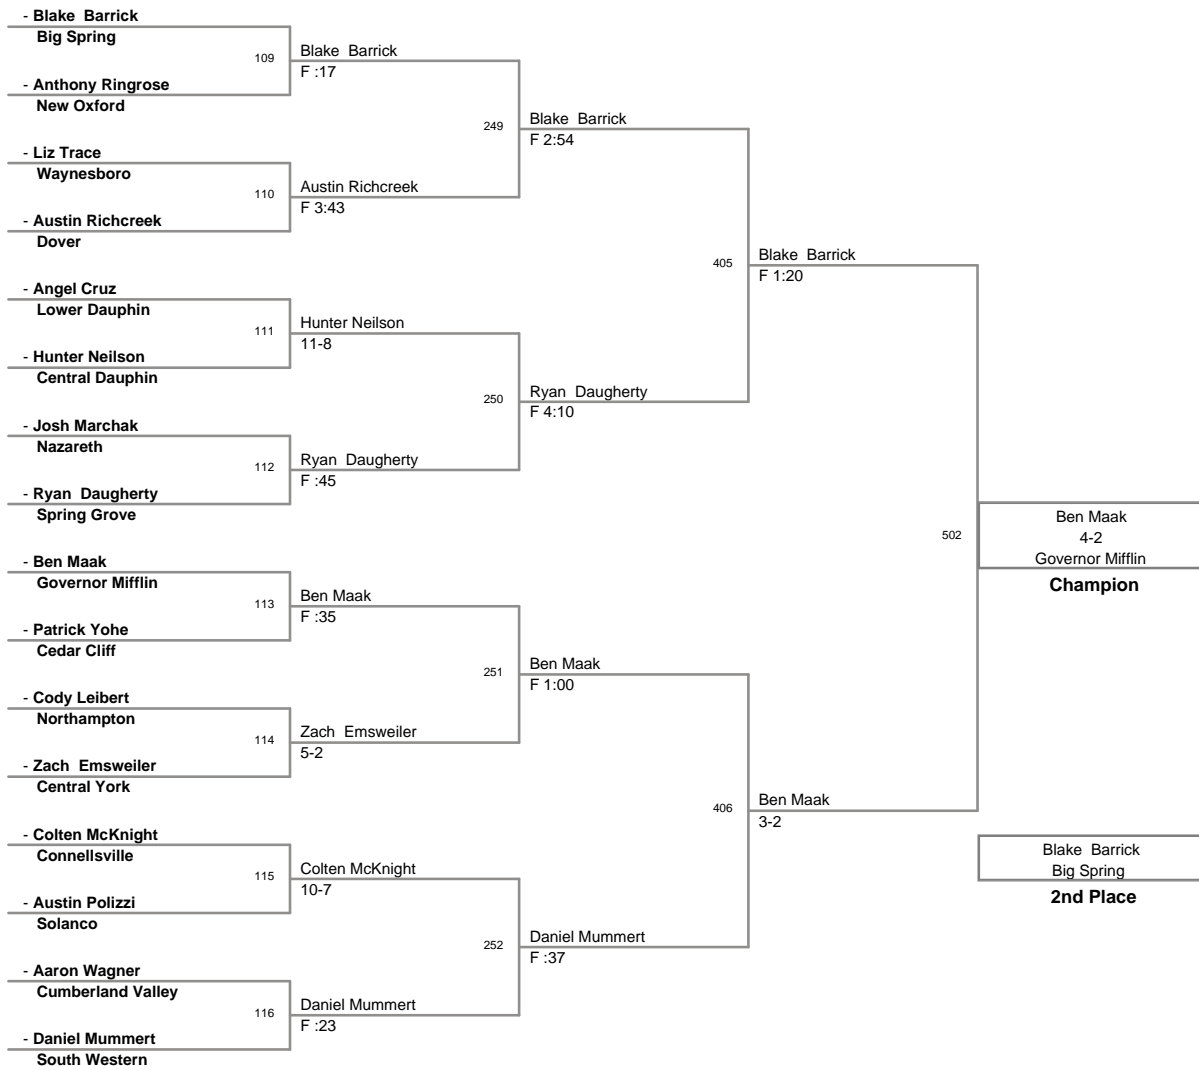 - Blake Barrick
Big Spring
109
Blake Barrick
F :17
- Anthony Ringrose
New Oxford
249
Blake Barrick
F 2:54
- Liz Trace
Waynesboro
110
Austin Richcreek
F 3:43
- Austin Richcreek
Dover
405
Blake Barrick
F 1:20
- Angel Cruz
Lower Dauphin
111
Hunter Neilson
11-8
- Hunter Neilson
Central Dauphin
250
Ryan Daugherty
F 4:10
- Josh Marchak
Nazareth
112
Ryan Daugherty
F :45
- Ryan Daugherty
Spring Grove
502
Ben Maak
4-2
Governor Mifflin
Champion
- Ben Maak
Governor Mifflin
113
Ben Maak
F :35
- Patrick Yohe
Cedar Cliff
251
Ben Maak
F 1:00
- Cody Leibert
Northampton
114
Zach Emsweiler
5-2
- Zach Emsweiler
Central York
406
Ben Maak
3-2
- Colten McKnight
Connellsville
115
Colten McKnight
10-7
- Austin Polizzi
Solanco
252
Daniel Mummert
F :37
- Aaron Wagner
Cumberland Valley
116
Daniel Mummert
F :23
- Daniel Mummert
South Western
Blake Barrick
Big Spring
2nd Place